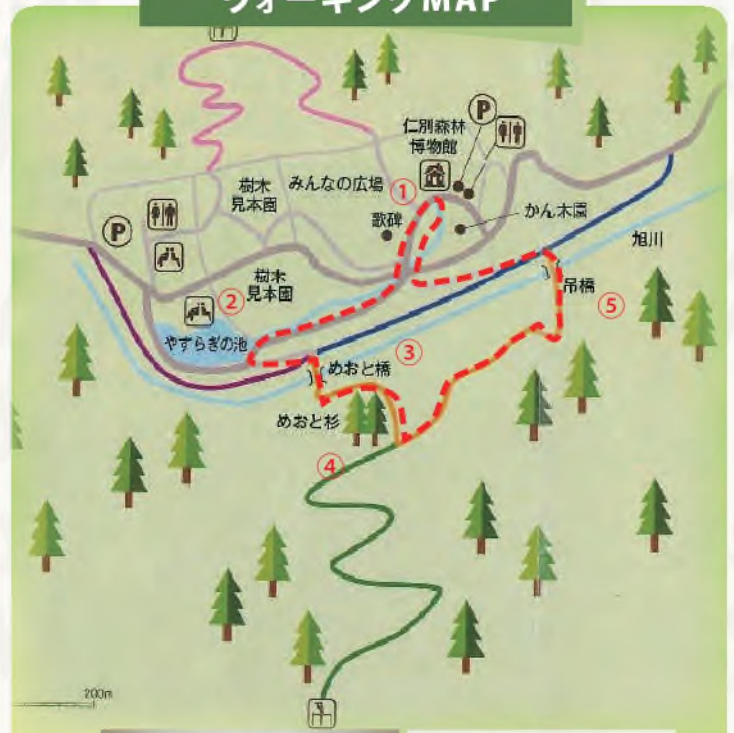 ウォーキングMAP
P
仁別森林
博物館
樹木
見本園
みんなの広場
①
歌碑
かん木園
P
旭川
樹木
見本園
②
吊橋
⑤
やすらぎの池
③
めおと橋
めおと杉
④
200m